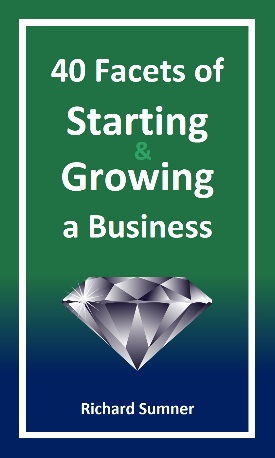 40 Facets of
Starting
&
Growing
a Business
Richard Sumner